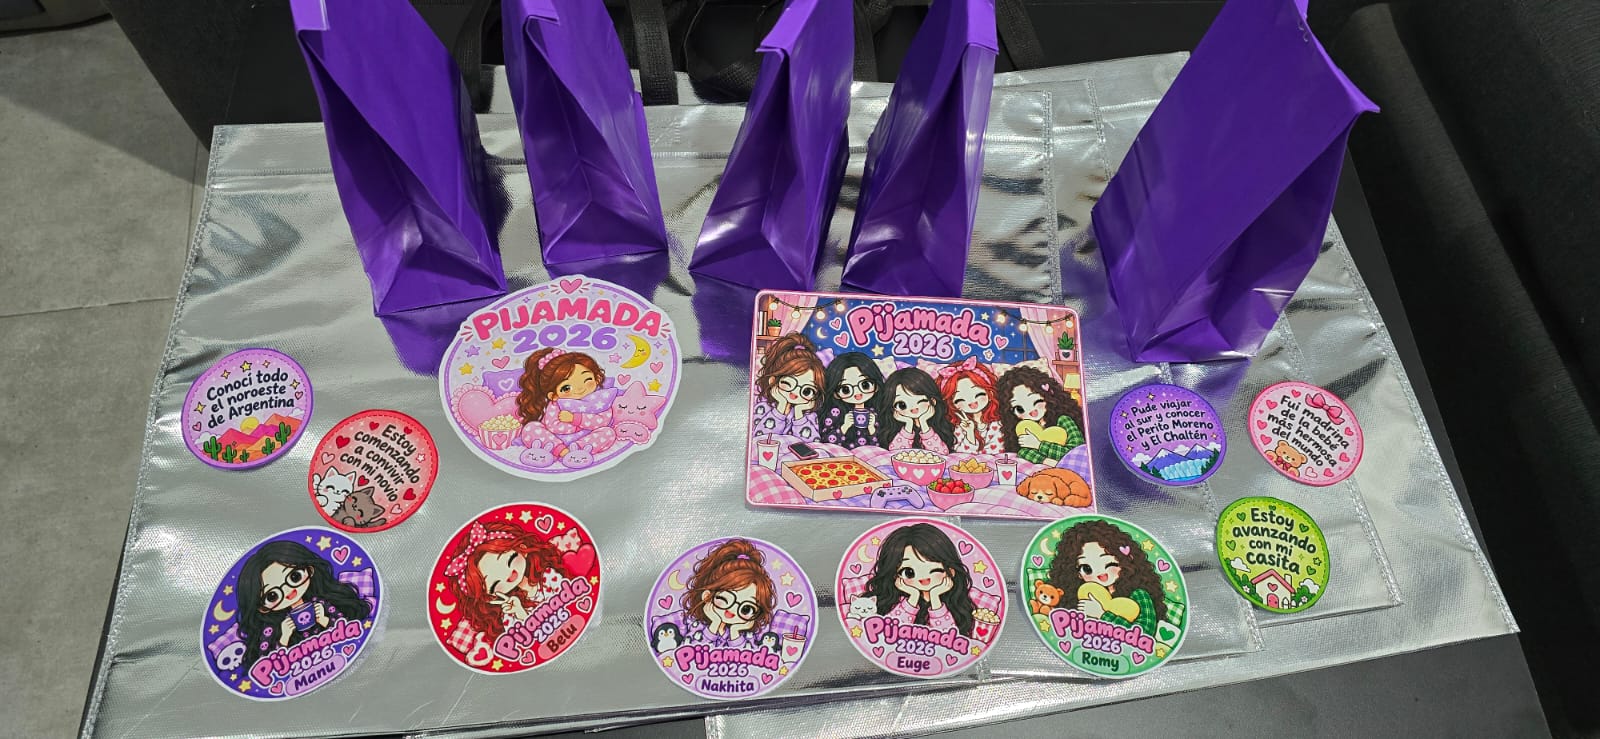 PIJAMADA
2026
Pijamada
2026
Conocí todo
el noroeste
de Argentina
Estoy
comenzando
a convivir
con mi novio
Pude viajar
al sur y conocer
el Perito Moreno
y El Chaltén
Fui madrina
de la bebé
más hermosa
del mundo
Estoy
avanzando
con mi
casita
Pijamada
2026
Manu
Pijamada
2026
Belu
Pijamada
2026
Nakhita
Pijamada
2026
Euge
Pijamada
2026
Romy